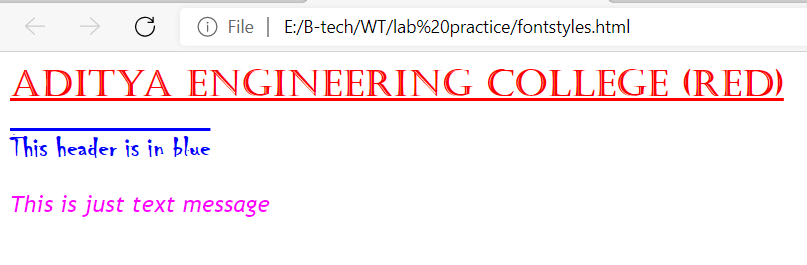 File | E:/B-tech/WT/lab%20practice/fontstyles.html
ADITYA ENGINEERING COLLEGE (RED)
This header is in blue
This is just text message